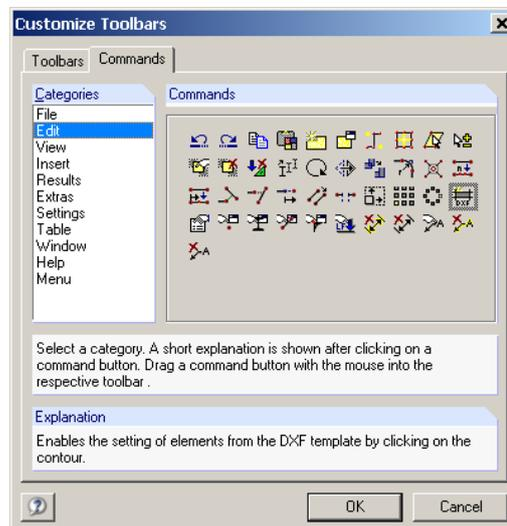 Customize Toolbars
Toolbars
Commands
Categories
File
Edit
View
Insert
Results
Extras
Settings
Table
Window
Help
Menu
Commands
DXF
Select a category. A short explanation is shown after clicking on a
command button. Drag a command button with the mouse into the
respective toolbar .
Explanation
Enables the setting of elements from the DXF template by clicking on the
contour.
OK
Cancel